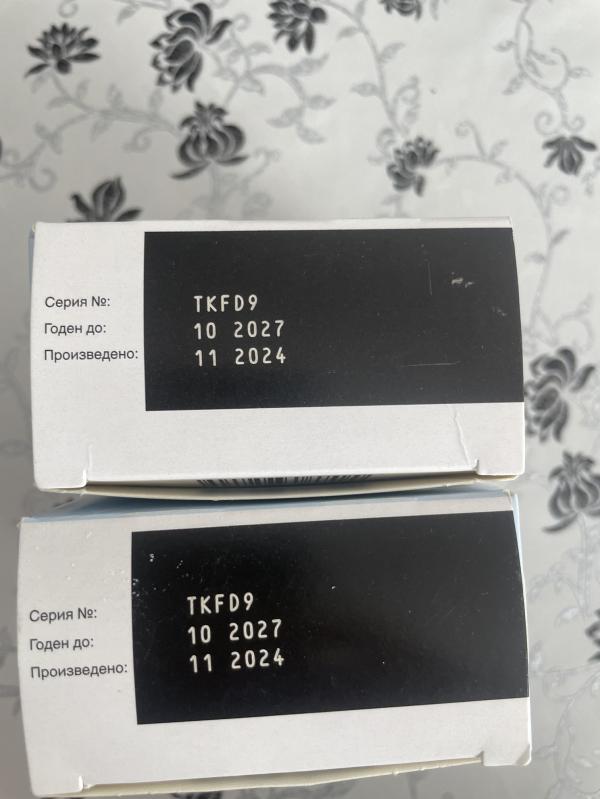 Серия №: TKFD9
Годен до: 10 2027
Произведено: 11 2024
Серия №: TKFD9
Годен до: 10 2027
Произведено: 11 2024